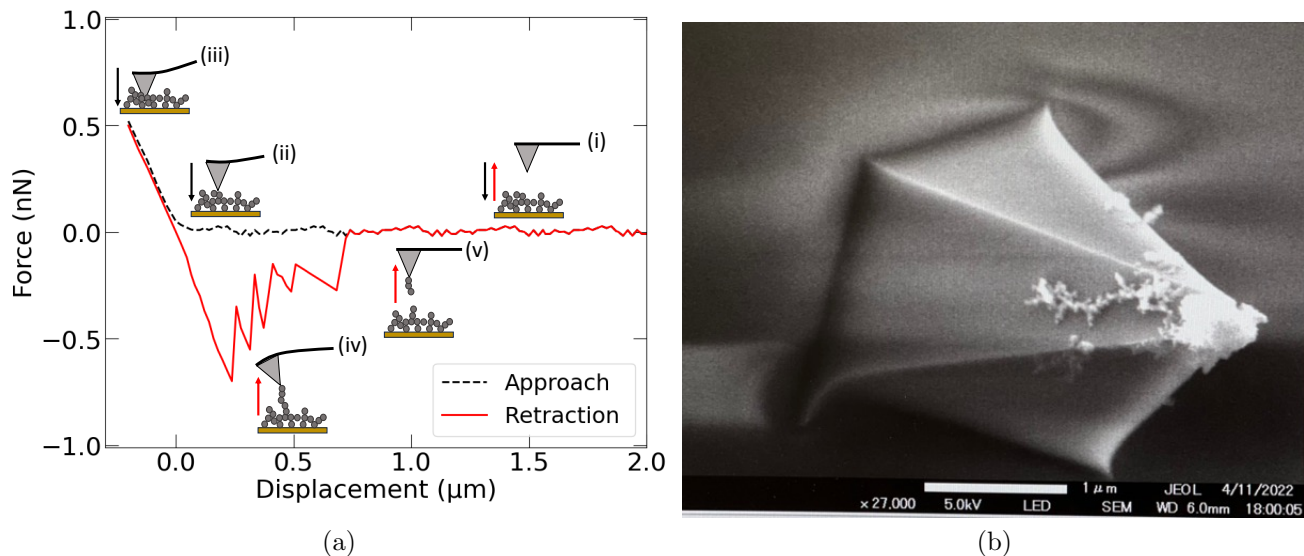 1.0
0.5
0.0
−0.5
−1.0
Force (nN)
0.0 0.5 1.0 1.5 2.0
Displacement (μm)
(iii)
(ii)
(i)
(v)
(iv)
Approach
Retraction
(a)
1 μm JEOL 4/11/2022
×27,000 5.0kV LED SEM WD 6.0mm 18:00:05
(b)